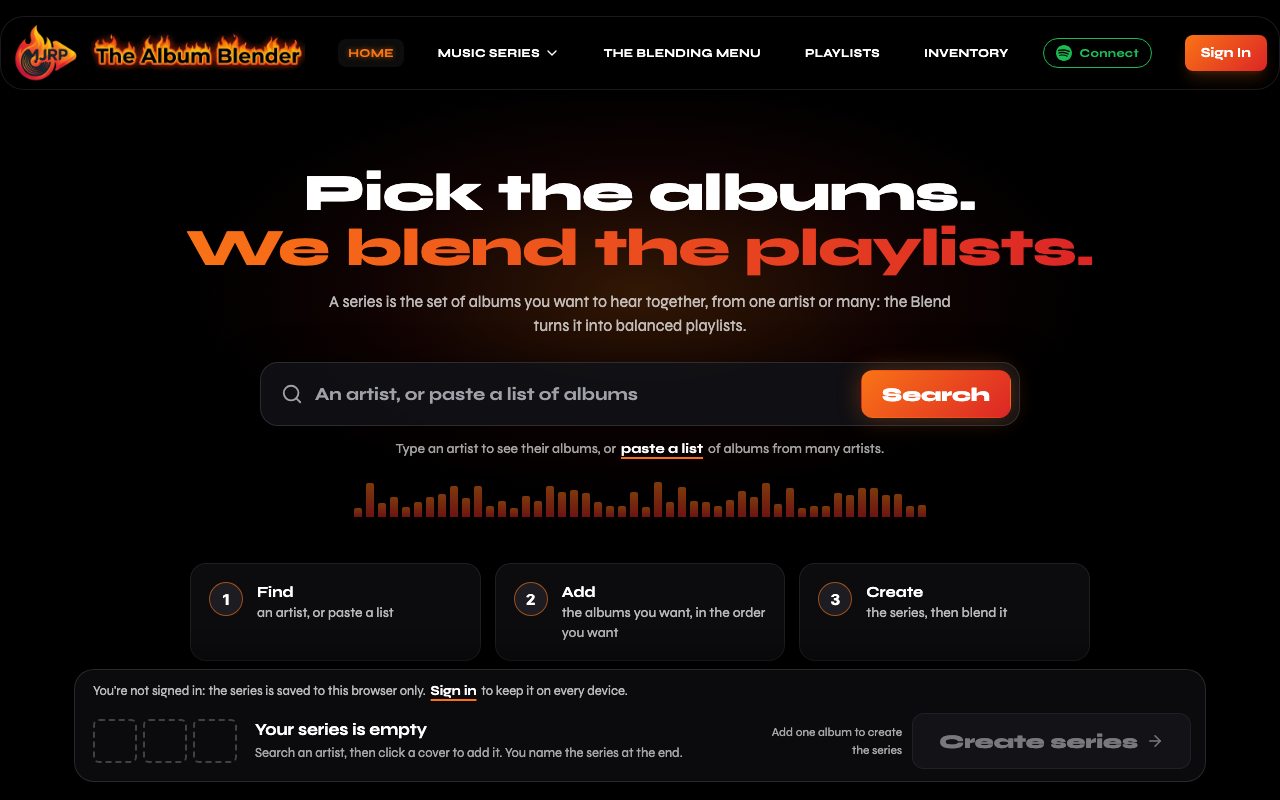 JRP
The Album Blender
HOME
MUSIC SERIES
THE BLENDING MENU
PLAYLISTS
INVENTORY
Connect
Sign In
Pick the albums.
We blend the playlists.
A series is the set of albums you want to hear together, from one artist or many: the Blend
turns it into balanced playlists.
An artist, or paste a list of albums
Search
Type an artist to see their albums, or paste a list of albums from many artists.
1
Find
an artist, or paste a list
2
Add
the albums you want, in the order
you want
3
Create
the series, then blend it
You're not signed in: the series is saved to this browser only. Sign in to keep it on every device.
Your series is empty
Search an artist, then click a cover to add it. You name the series at the end.
Add one album to create
the series
Create series